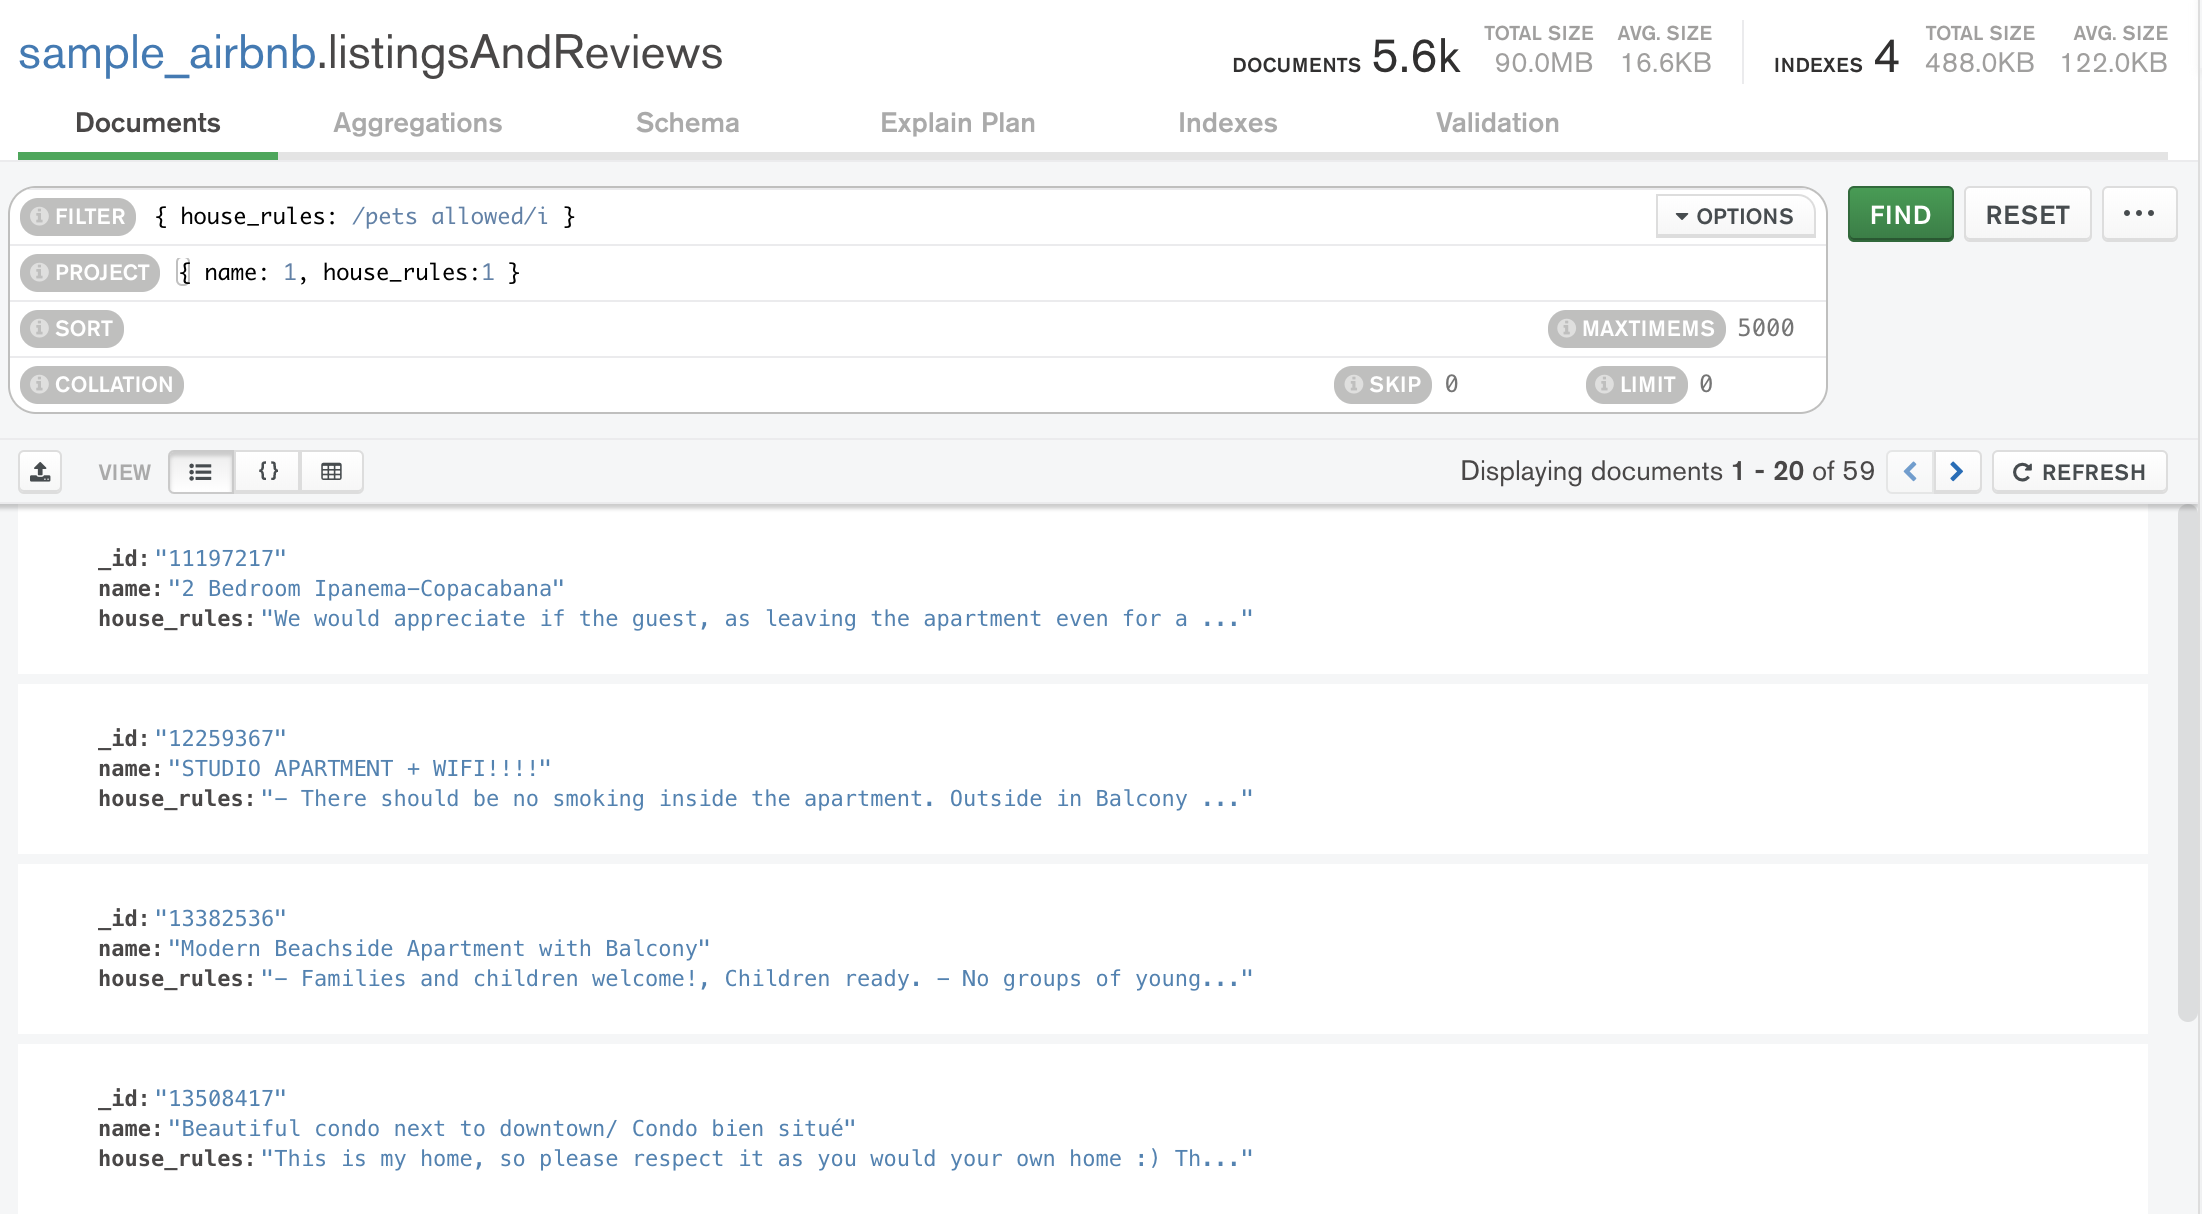 sample_airbnb.listingsAndReviews
DOCUMENTS 5.6k TOTAL SIZE 90.0MB AVG. SIZE 16.6KB INDEXES 4 TOTAL SIZE 488.0KB AVG. SIZE 122.0KB
Documents Aggregations Schema Explain Plan Indexes Validation
FILTER { house_rules: /pets allowed/i } OPTIONS FIND RESET ...
PROJECT { name: 1, house_rules:1 }
SORT MAXTIMEMS 5000
COLLATION SKIP 0 LIMIT 0
VIEW {} Displaying documents 1 - 20 of 59 < > REFRESH
_id: "11197217"
name: "2 Bedroom Ipanema-Copacabana"
house_rules: "We would appreciate if the guest, as leaving the apartment even for a ..."
_id: "12259367"
name: "STUDIO APARTMENT + WIFI!!!!"
house_rules: "- There should be no smoking inside the apartment. Outside in Balcony ..."
_id: "13382536"
name: "Modern Beachside Apartment with Balcony"
house_rules: "- Families and children welcome!, Children ready. - No groups of young..."
_id: "13508417"
name: "Beautiful condo next to downtown/ Condo bien situé"
house_rules: "This is my home, so please respect it as you would your own home :) Th..."